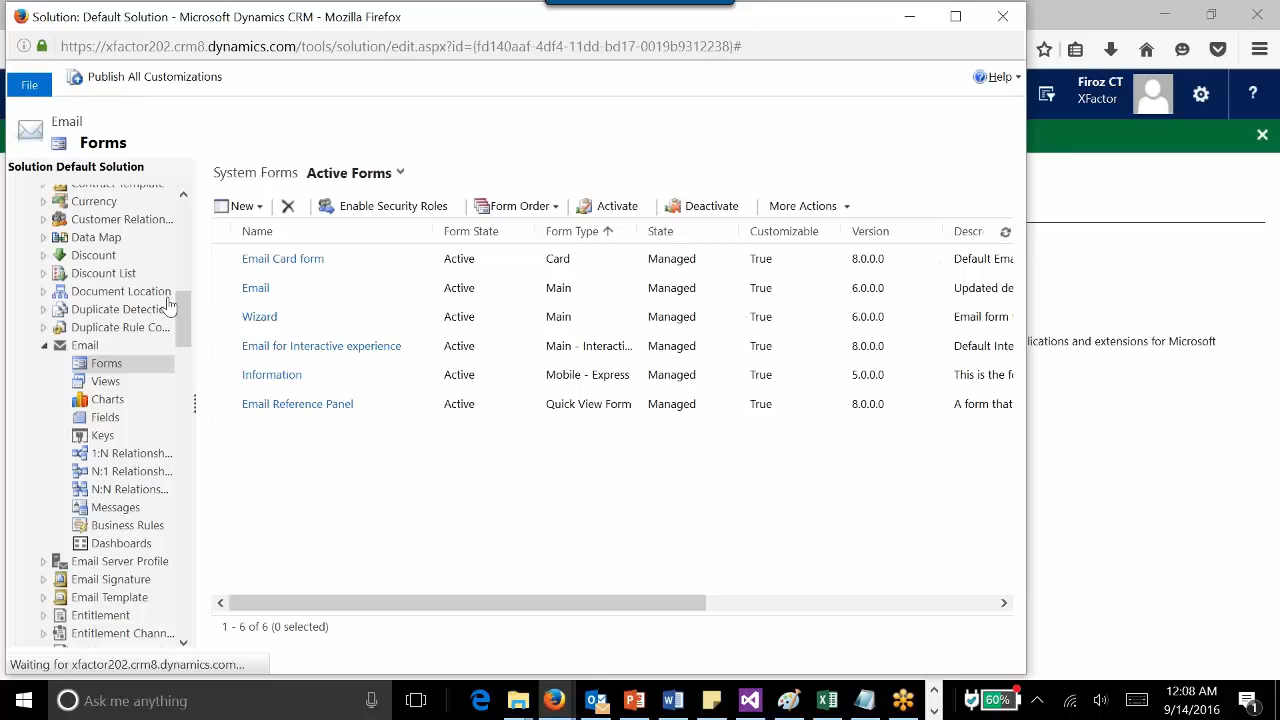 Solution: Default Solution - Microsoft Dynamics CRM - Mozilla Firefox
https://xfactor202.crm8.dynamics.com/tools/solution/edit.aspx?id={fd140aaf-4df4-11dd-bd17-0019b9312238}#
File
Publish All Customizations
Help
Firoz CT
XFactor
?
Email
Forms
Solution Default Solution
System Forms Active Forms
New
Enable Security Roles
Form Order
Activate
Deactivate
More Actions
Name Form State Form Type State Customizable Version Descri
Email Card form Active Card Managed True 8.0.0.0 Default Ema
Email Active Main Managed True 6.0.0.0 Updated de
Wizard Active Main Managed True 6.0.0.0 Email form t
Email for Interactive experience Active Main - Interacti... Managed True 8.0.0.0 Default Inte
Information Active Mobile - Express Managed True 5.0.0.0 This is the f
Email Reference Panel Active Quick View Form Managed True 8.0.0.0 A form that
Contract Template
Currency
Customer Relation...
Data Map
Discount
Discount List
Document Location
Duplicate Detectio
Duplicate Rule Co...
Email
Forms
Views
Charts
Fields
Keys
1:N Relationsh...
N:1 Relationsh...
N:N Relations...
Messages
Business Rules
Dashboards
Email Server Profile
Email Signature
Email Template
Entitlement
Entitlement Chann...
1 - 6 of 6 (0 selected)
lications and extensions for Microsoft
Waiting for xfactor202.crm8.dynamics.com...
Ask me anything
60%
12:08 AM
9/14/2016
1